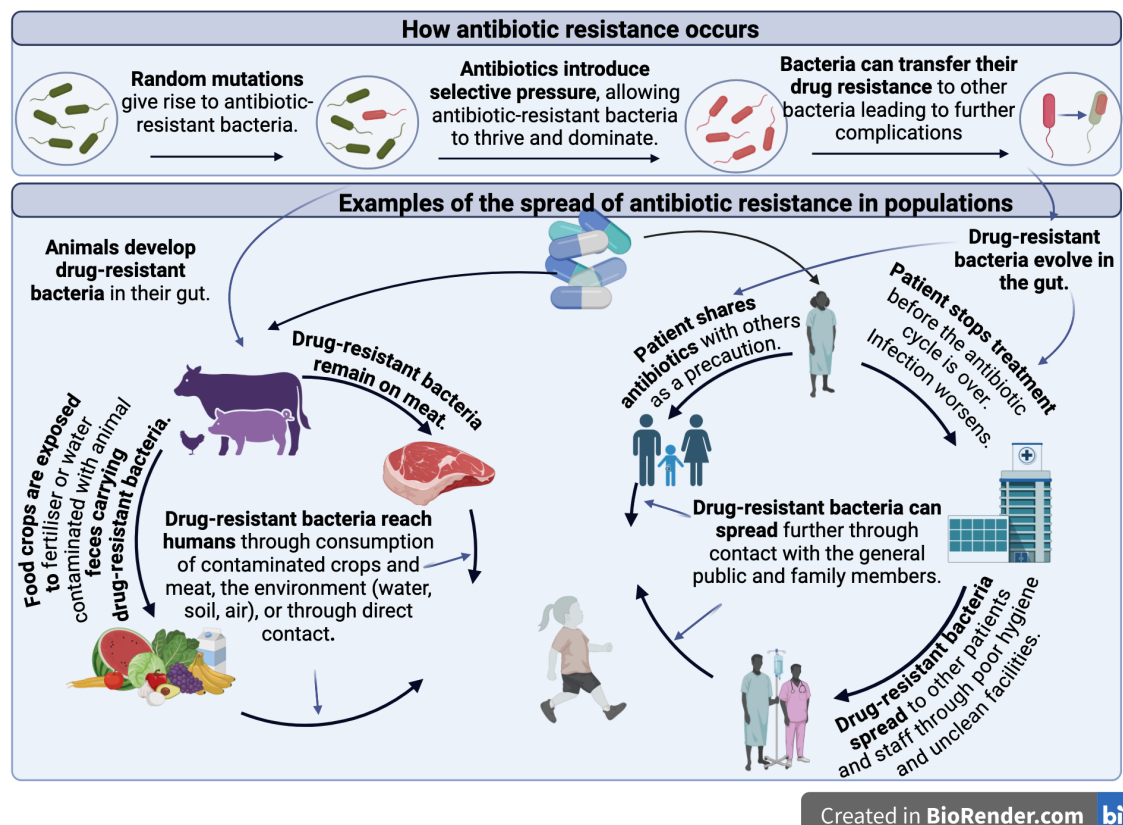 How antibiotic resistance occurs
Random mutations
give rise to antibiotic-
resistant bacteria.
Antibiotics introduce
selective pressure, allowing
antibiotic-resistant bacteria
to thrive and dominate.
Bacteria can transfer their
drug resistance to other
bacteria leading to further
complications
Examples of the spread of antibiotic resistance in populations
Animals develop
drug-resistant
bacteria in their gut.
Drug-resistant bacteria
remain on meat.
Food crops are exposed
to fertiliser or water
contaminated with animal
feces carrying
drug-resistant bacteria.
Drug-resistant bacteria reach
humans through consumption
of contaminated crops and
meat, the environment (water,
soil, air), or through direct
contact.
Drug-resistant
bacteria evolve in
the gut.
Patient shares
antibiotics with others
as a precaution.
Patient stops treatment
before the antibiotic
cycle is over.
Infection worsens.
Drug-resistant bacteria can
spread further through
contact with the general
public and family members.
Drug-resistant bacteria
spread to other patients
and staff through poor hygiene
and unclean facilities.
Created in BioRender.com bi